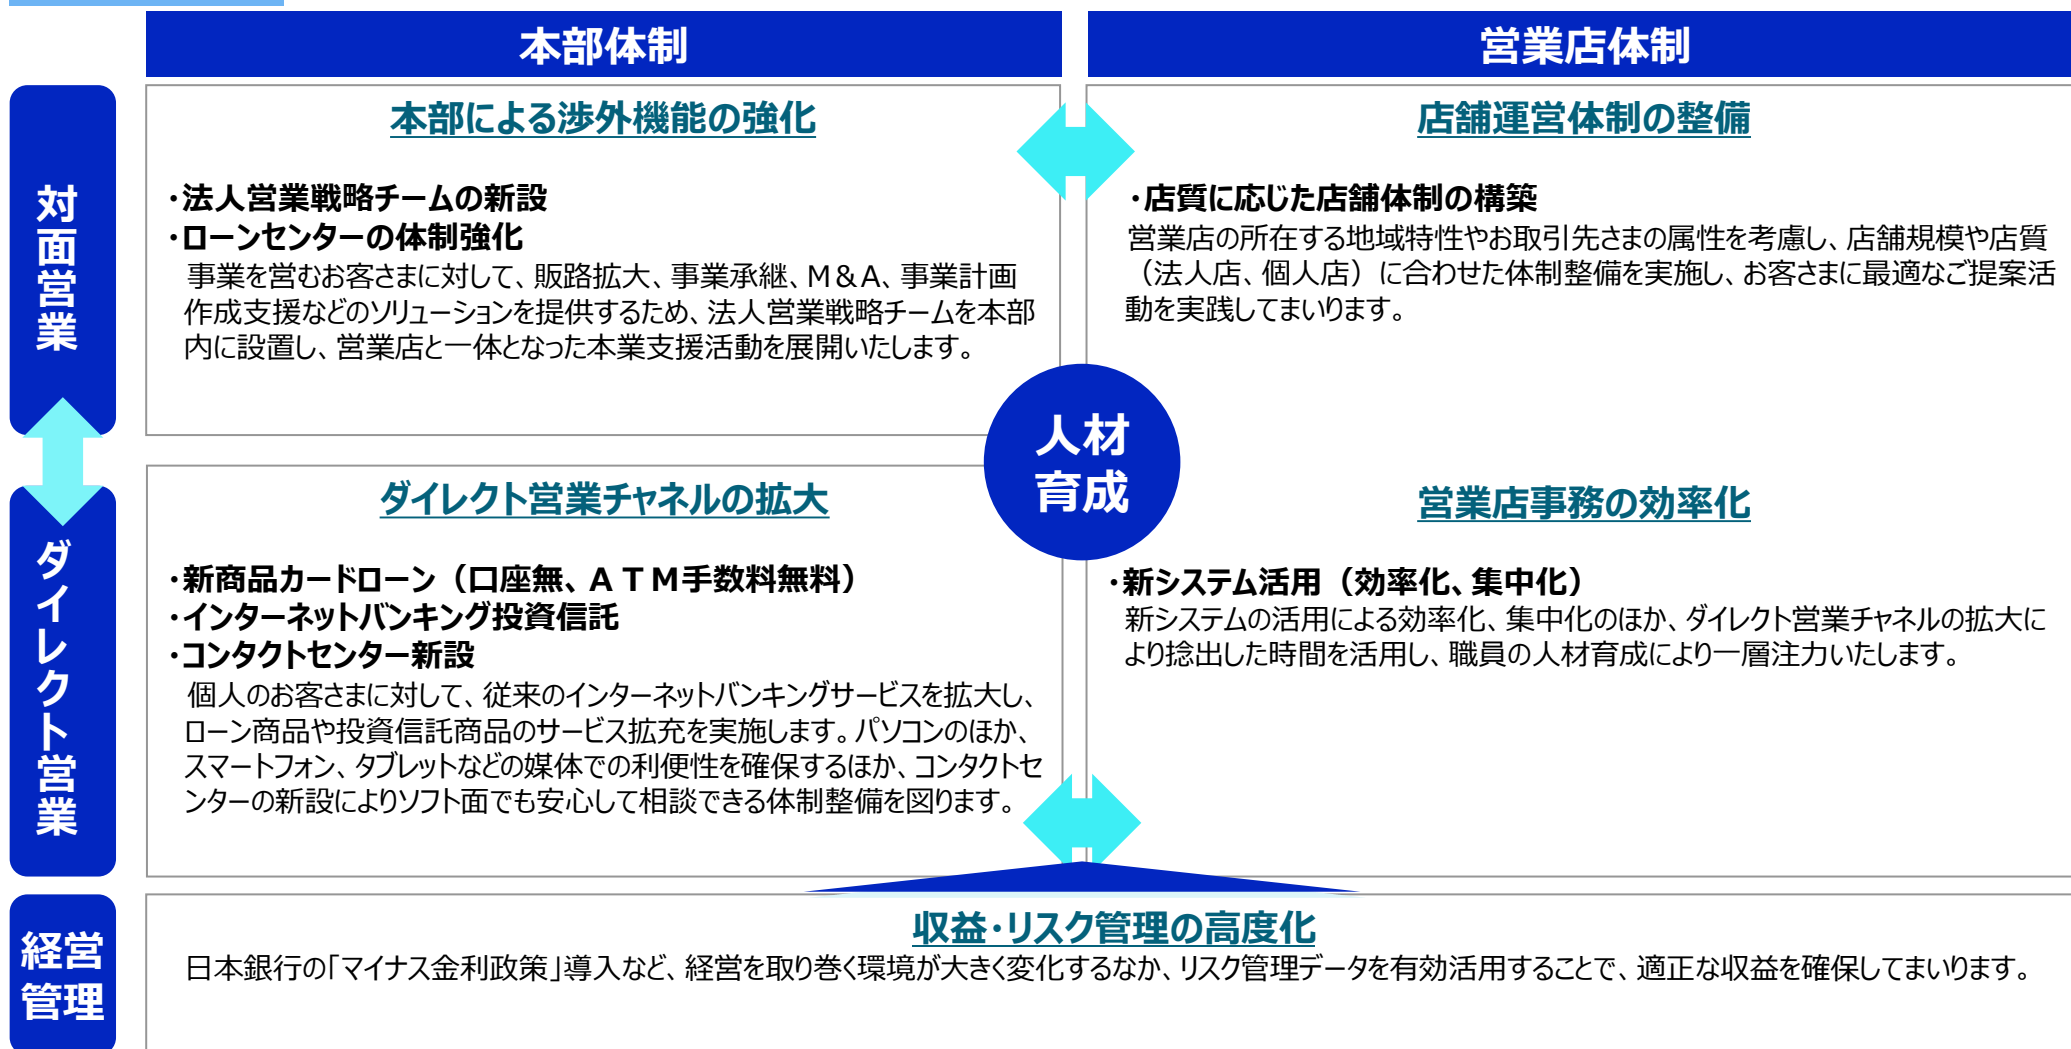 本部体制
営業店体制
対面営業
本部による渉外機能の強化
・法人営業戦略チームの新設
・ローンセンターの体制強化
事業を営むお客さまに対して、販路拡大、事業承継、M＆A、事業計画
作成支援などのソリューションを提供するため、法人営業戦略チームを本部
内に設置し、営業店と一体となった本業支援活動を展開いたします。
店舗運営体制の整備
・店質に応じた店舗体制の構築
営業店の所在する地域特性やお取引先さまの属性を考慮し、店舗規模や店質
（法人店、個人店）に合わせた体制整備を実施し、お客さまに最適なご提案活
動を実践してまいります。
人材
育成
ダイレクト営業
ダイレクト営業チャネルの拡大
・新商品カードローン（口座無、ATM手数料無料）
・インターネットバンキング投資信託
・コンタクトセンター新設
個人のお客さまに対して、従来のインターネットバンキングサービスを拡大し、
ローン商品や投資信託商品のサービス拡充を実施します。パソコンのほか、
スマートフォン、タブレットなどの媒体での利便性を確保するほか、コンタクトセ
ンターの新設によりソフト面でも安心して相談できる体制整備を図ります。
営業店事務の効率化
・新システム活用（効率化、集中化）
新システムの活用による効率化、集中化のほか、ダイレクト営業チャネルの拡大に
より捻出した時間を活用し、職員の人材育成により一層注力いたします。
経営
管理
収益・リスク管理の高度化
日本銀行の「マイナス金利政策」導入など、経営を取り巻く環境が大きく変化するなか、リスク管理データを有効活用することで、適正な収益を確保してまいります。